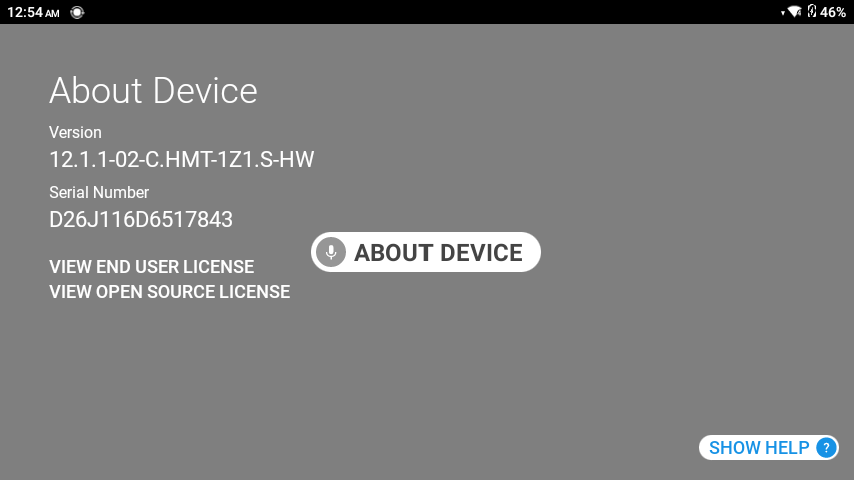 12:54 AM
46%
About Device
Version
12.1.1-02-C.HMT-1Z1.S-HW
Serial Number
D26J116D6517843
ABOUT DEVICE
VIEW END USER LICENSE
VIEW OPEN SOURCE LICENSE
SHOW HELP ?